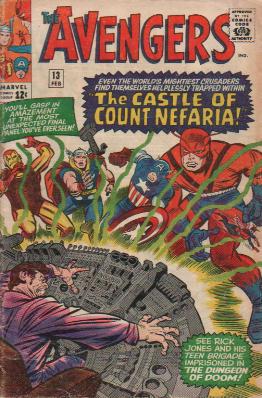 THE AVENGERS
APPROVED
BY THE
COMICS
CODE
AUTHORITY
IND.
MARVEL
COMICS
GROUP
12¢
13
FEB
EVEN THE WORLD'S MIGHTIEST CRUSADERS
FIND THEMSELVES HELPLESSLY TRAPPED WITHIN
THE CASTLE OF
COUNT NEFARIA!
YOU'LL GASP IN
AMAZEMENT
AT THE MOST
UNEXPECTED FINAL
PANEL YOU'VE EVER SEEN!
SEE RICK
JONES AND HIS
TEEN BRIGADE
IMPRISONED IN
THE DUNGEON
OF DOOM!